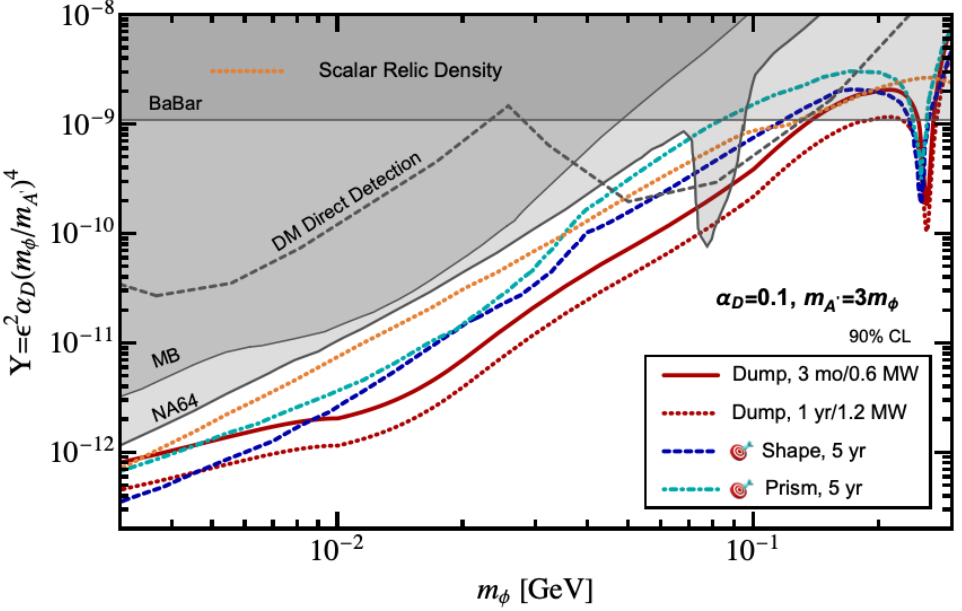 10⁻⁸
Scalar Relic Density
BaBar
10⁻⁹
DM Direct Detection
10⁻¹⁰
Y=ϵ²α_D(m_ϕ/m_A')⁴
α_D=0.1, m_A'=3m_ϕ
10⁻¹¹
90% CL
MB
NA64
Dump, 3 mo/0.6 MW
Dump, 1 yr/1.2 MW
10⁻¹²
🎯 Shape, 5 yr
🎯 Prism, 5 yr
10⁻² 10⁻¹
m_ϕ [GeV]